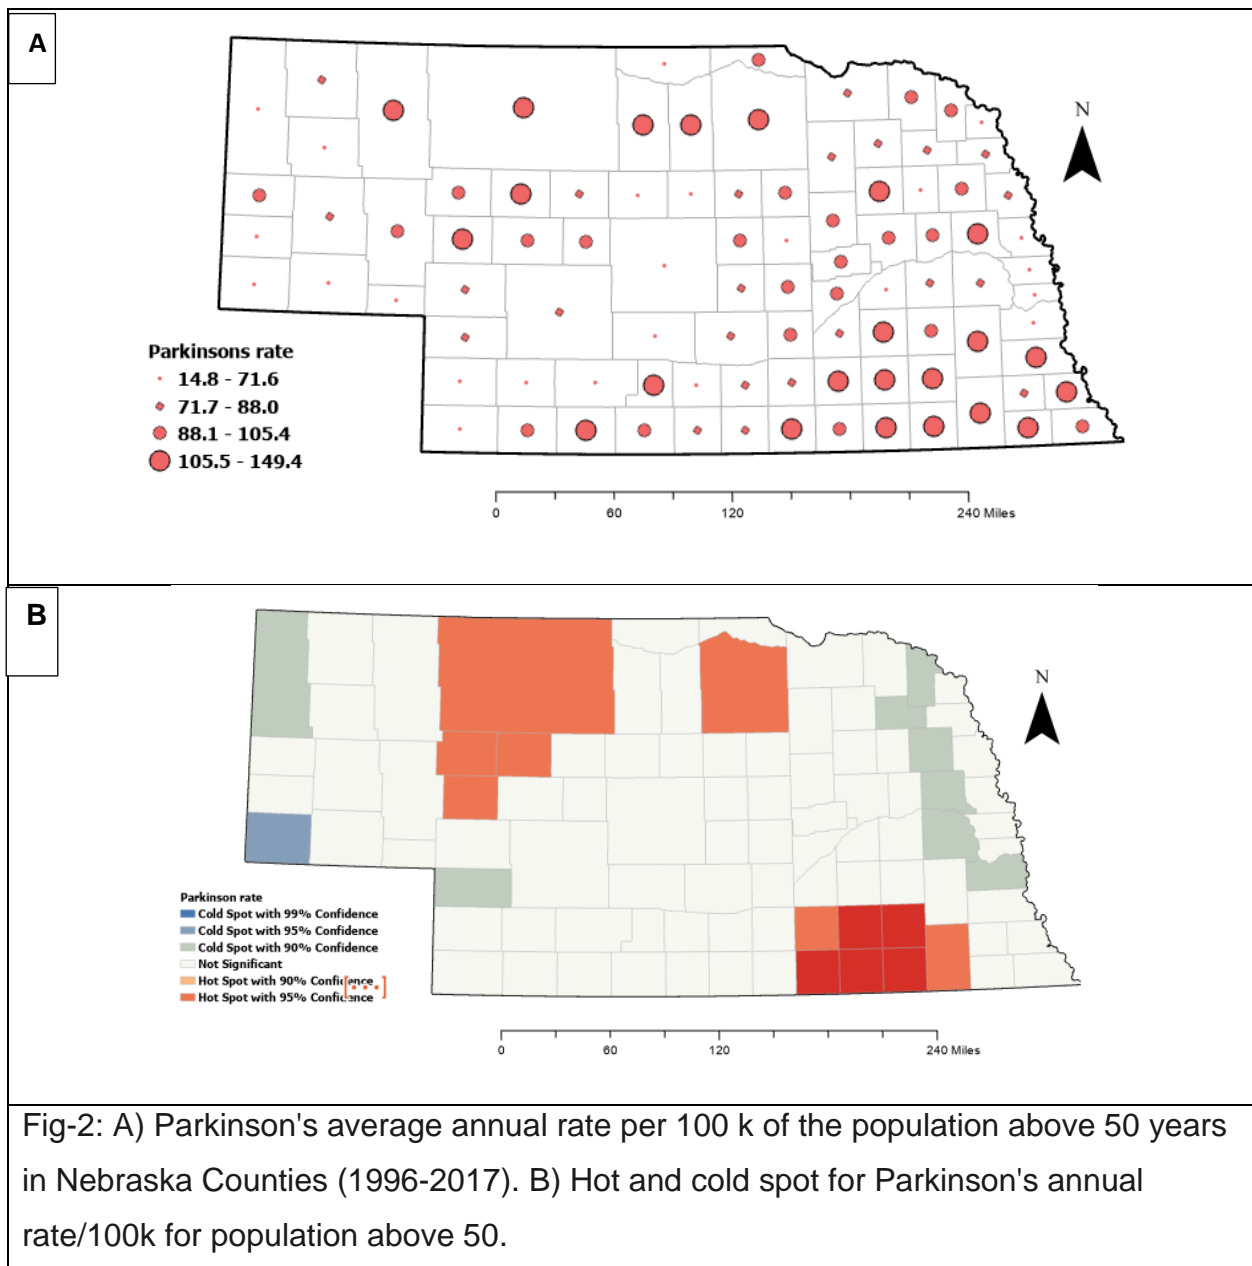 A
N
Parkinsons rate
14.8 - 71.6
71.7 - 88.0
88.1 - 105.4
105.5 - 149.4
0 60 120 240 Miles
B
N
Parkinson rate
Cold Spot with 99% Confidence
Cold Spot with 95% Confidence
Cold Spot with 90% Confidence
Not Significant
Hot Spot with 90% Confidence
Hot Spot with 95% Confidence
0 60 120 240 Miles
Fig-2: A) Parkinson's average annual rate per 100 k of the population above 50 years
in Nebraska Counties (1996-2017). B) Hot and cold spot for Parkinson's annual
rate/100k for population above 50.